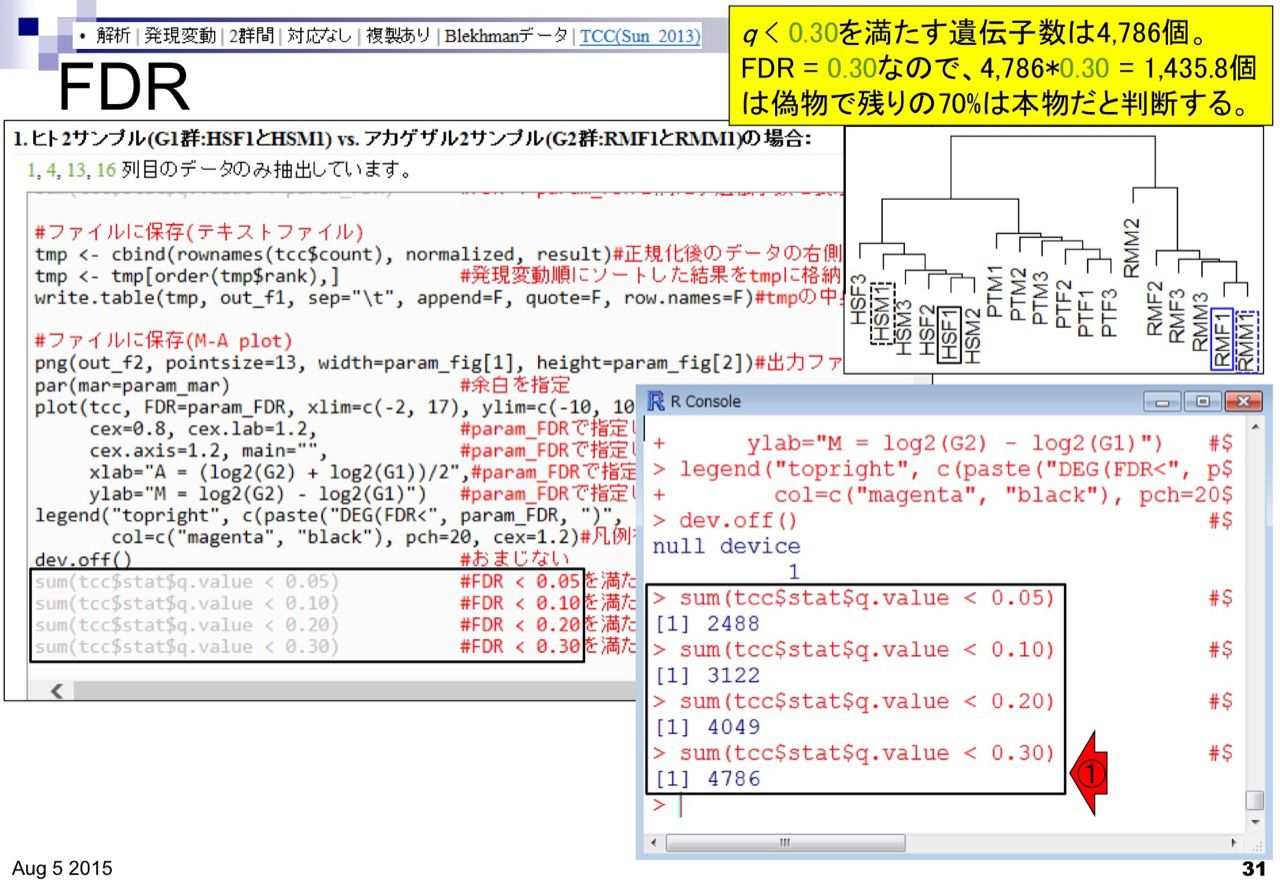 • 解析 | 発現変動 | 2群間 | 対応なし | 複製あり | Blekhmanデータ | TCC(Sun_2013)
FDR
q < 0.30を満たす遺伝子数は4,786個。
FDR = 0.30なので、4,786*0.30 = 1,435.8個
は偽物で残りの70%は本物だと判断する。
1. ヒト2サンプル(G1群:HSF1とHSM1) vs. アカゲザル2サンプル(G2群:RMF1とRMM1)の場合:
1, 4, 13, 16 列目のデータのみ抽出しています。
#ファイルに保存(テキストファイル)
tmp <- cbind(rownames(tcc$count), normalized, result)#正規化後のデータの右側
tmp <- tmp[order(tmp$rank),] #発現変動順にソートした結果をtmpに格納
write.table(tmp, out_f1, sep="\t", append=F, quote=F, row.names=F)#tmpの中
#ファイルに保存(M-A plot)
png(out_f2, pointsize=13, width=param_fig[1], height=param_fig[2])#出力ファ
par(mar=param_mar) #余白を指定
plot(tcc, FDR=param_FDR, xlim=c(-2, 17), ylim=c(-10, 10
cex=0.8, cex.lab=1.2, #param_FDRで指定
cex.axis=1.2, main="", #param_FDRで指定
xlab="A = (log2(G2) + log2(G1))/2",#param_FDRで指定
ylab="M = log2(G2) - log2(G1)") #param_FDRで指定
legend("topright", c(paste("DEG(FDR<", param_FDR, ")",
col=c("magenta", "black"), pch=20, cex=1.2)#凡例
dev.off() #おまじない
sum(tcc$stat$q.value < 0.05) #FDR < 0.05を満た
sum(tcc$stat$q.value < 0.10) #FDR < 0.10を満た
sum(tcc$stat$q.value < 0.20) #FDR < 0.20を満た
sum(tcc$stat$q.value < 0.30) #FDR < 0.30を満た
HSF3
HSM1
HSM3
HSF2
HSF1
HSM2
PTM1
PTM2
PTM3
PTF2
PTF1
PTF3
RMM2
RMF2
RMF3
RMM3
RMF1
RMM1
R Console
+ ylab="M = log2(G2) - log2(G1)") #$
> legend("topright", c(paste("DEG(FDR<", p$
+ col=c("magenta", "black"), pch=20$
> dev.off() #$
null device
1
> sum(tcc$stat$q.value < 0.05) #$
[1] 2488
> sum(tcc$stat$q.value < 0.10) #$
[1] 3122
> sum(tcc$stat$q.value < 0.20) #$
[1] 4049
> sum(tcc$stat$q.value < 0.30) #$
[1] 4786
>
①
Aug 5 2015
31